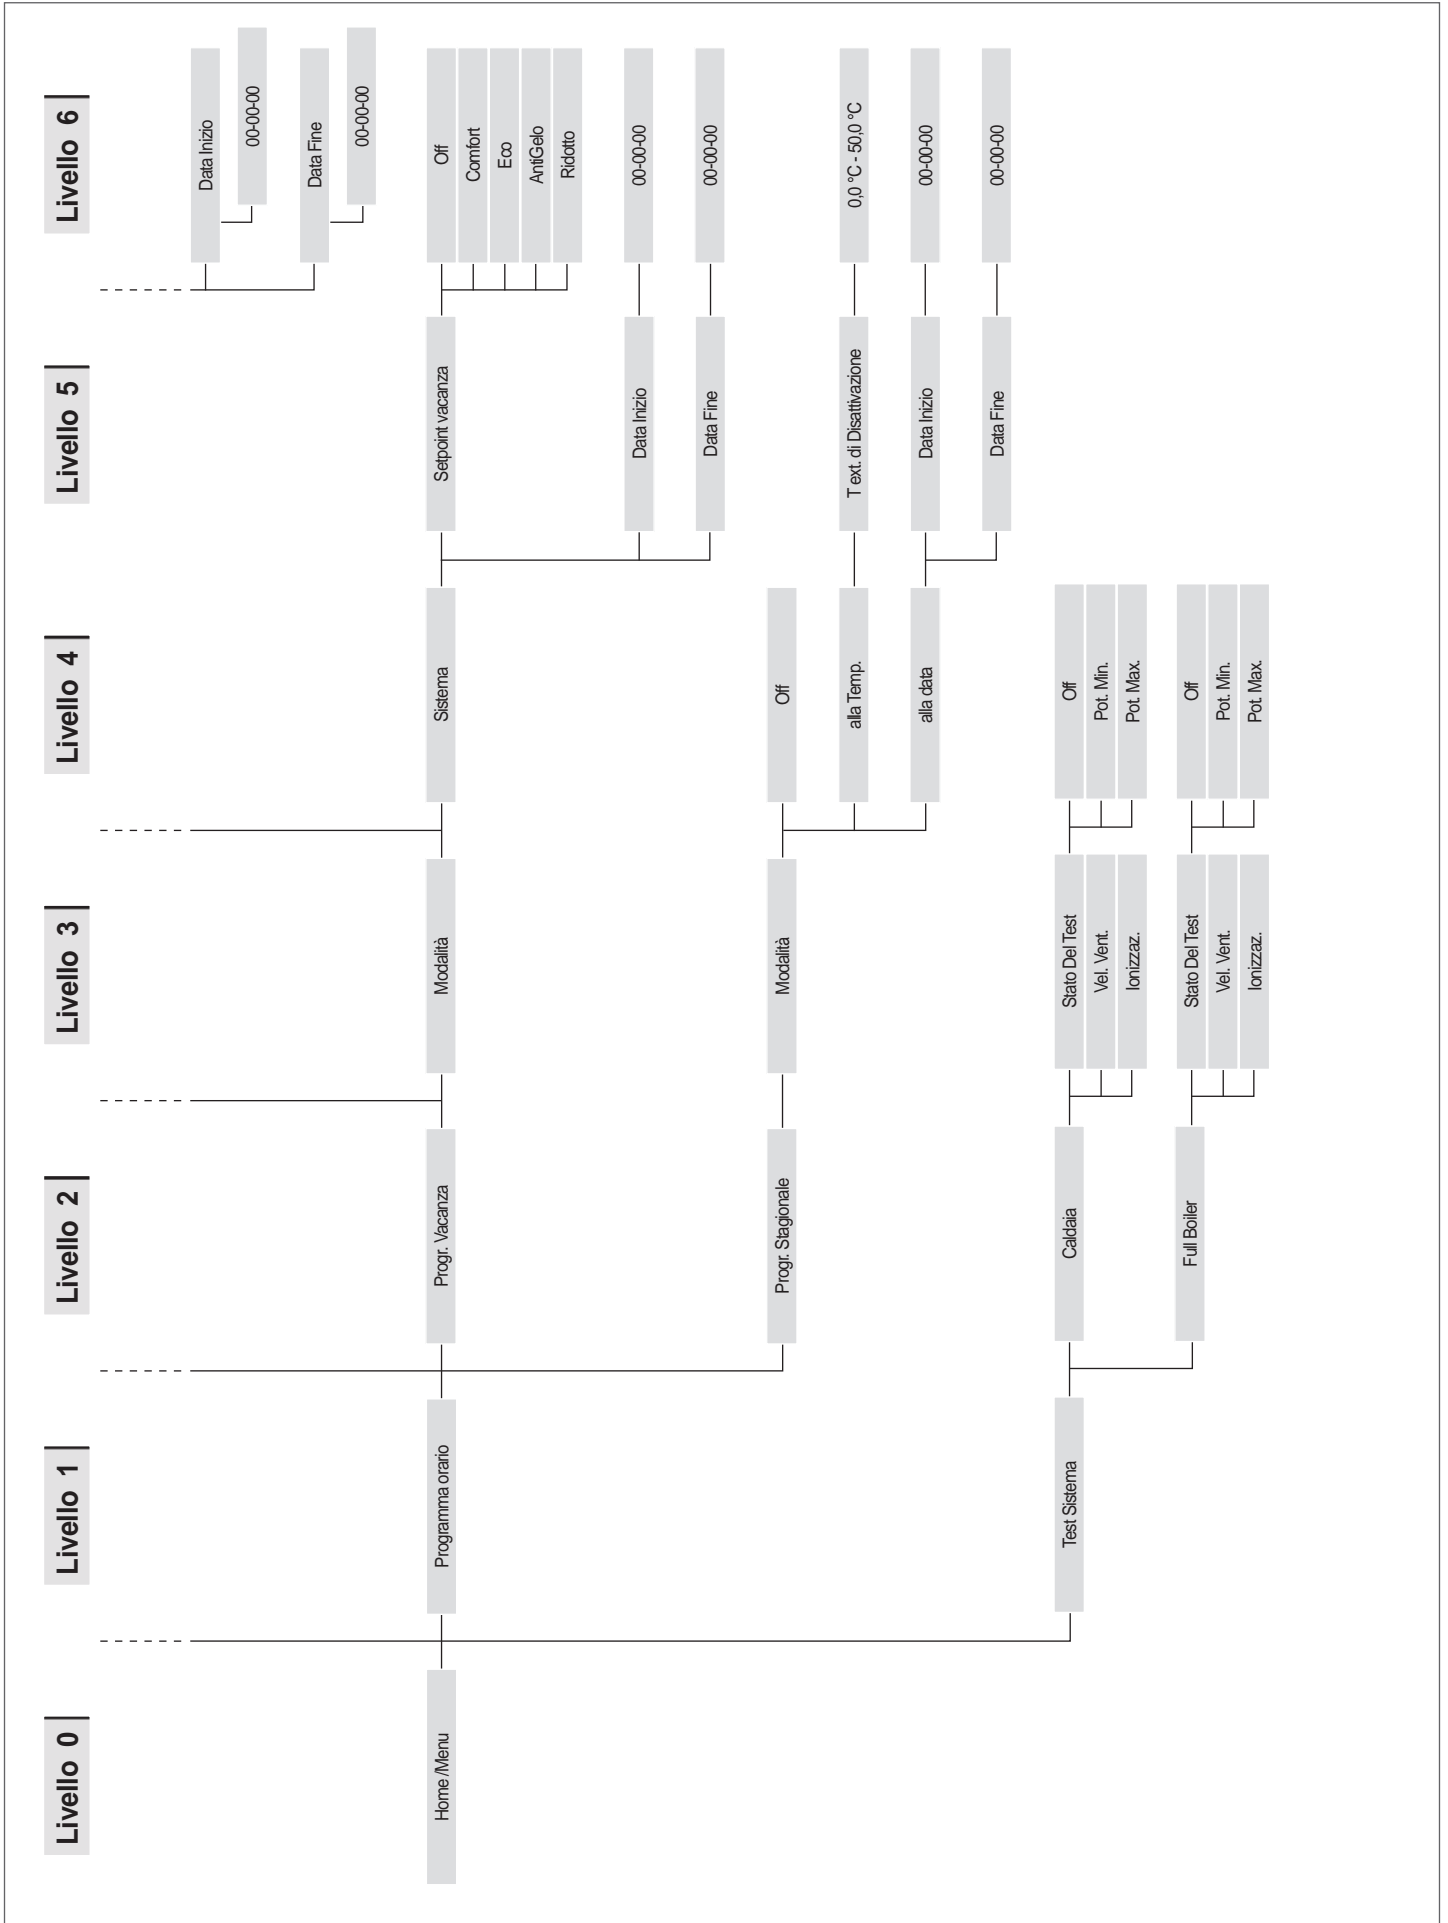 Livello 0
Livello 1
Livello 2
Livello 3
Livello 4
Livello 5
Livello 6
Data Inizio
00-00-00
Data Fine
00-00-00
Home /Menu
Programma orario
Progr. Vacanza
Modalità
Sistema
Setpoint vacanza
Off
Comfort
Eco
AntiGelo
Ridotto
Data Inizio
00-00-00
Data Fine
00-00-00
Progr. Stagionale
Modalità
Off
alla Temp.
T ext. di Disattivazione
0,0 °C - 50,0 °C
alla data
Data Inizio
00-00-00
Data Fine
00-00-00
Test Sistema
Caldaia
Stato Del Test
Off
Vel. Vent.
Pot. Min.
Ionizzaz.
Pot. Max.
Full Boiler
Stato Del Test
Off
Vel. Vent.
Pot. Min.
Ionizzaz.
Pot. Max.